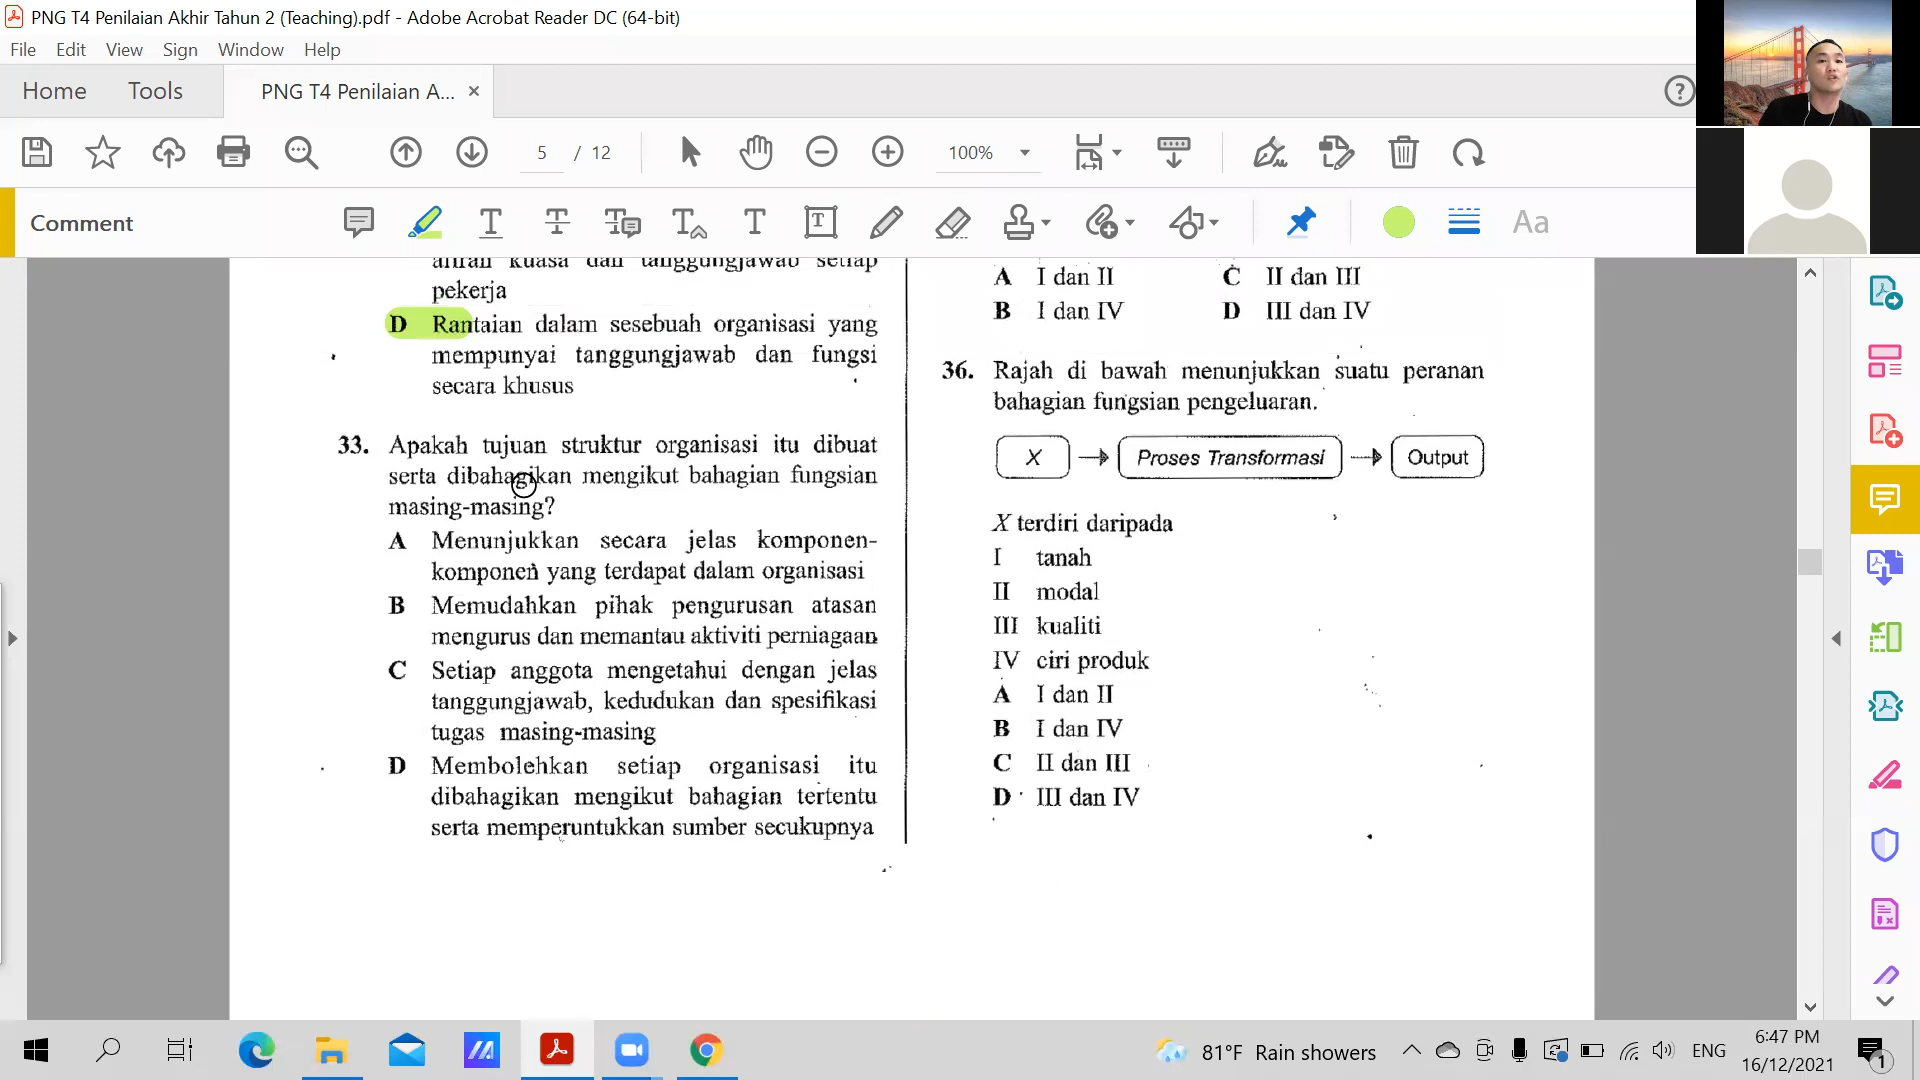 PNG T4 Penilaian Akhir Tahun 2 (Teaching).pdf - Adobe Acrobat Reader DC (64-bit)
File Edit View Sign Window Help
Home Tools PNG T4 Penilaian A... ×
5 / 12 100%
Comment
Aa
aliran kuasa dan tanggungjawab setiap
pekerja
D Rantaian dalam sesebuah organisasi yang
mempunyai tanggungjawab dan fungsi
secara khusus
33. Apakah tujuan struktur organisasi itu dibuat
serta dibahagikan mengikut bahagian fungsian
masing-masing?
A Menunjukkan secara jelas komponen-
komponen yang terdapat dalam organisasi
B Memudahkan pihak pengurusan atasan
mengurus dan memantau aktiviti perniagaan
C Setiap anggota mengetahui dengan jelas
tanggungjawab, kedudukan dan spesifikasi
tugas masing-masing
D Membolehkan setiap organisasi itu
dibahagikan mengikut bahagian tertentu
serta memperuntukkan sumber secukupnya
A I dan II C II dan III
B I dan IV D III dan IV
36. Rajah di bawah menunjukkan suatu peranan
bahagian fungsian pengeluaran.
X Proses Transformasi Output
X terdiri daripada
I tanah
II modal
III kualiti
IV ciri produk
A I dan II
B I dan IV
C II dan III
D III dan IV
81°F Rain showers ENG 6:47 PM
16/12/2021 1